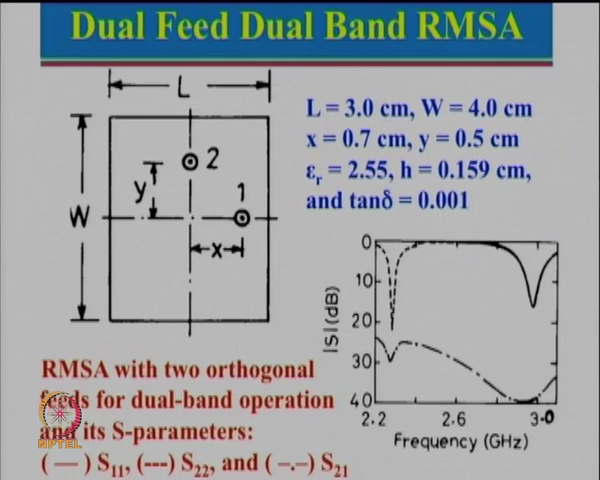 Dual Feed Dual Band RMSA
L
W
y
x
2
1
L = 3.0 cm, W = 4.0 cm
x = 0.7 cm, y = 0.5 cm
εr = 2.55, h = 0.159 cm,
and tanδ = 0.001
|S|(dB)
0
10
20
30
40
2.2 2.6 3.0
Frequency (GHz)
RMSA with two orthogonal
feeds for dual-band operation
and its S-parameters:
( — ) S11, (---) S22, and ( –.– ) S21
NPTEL